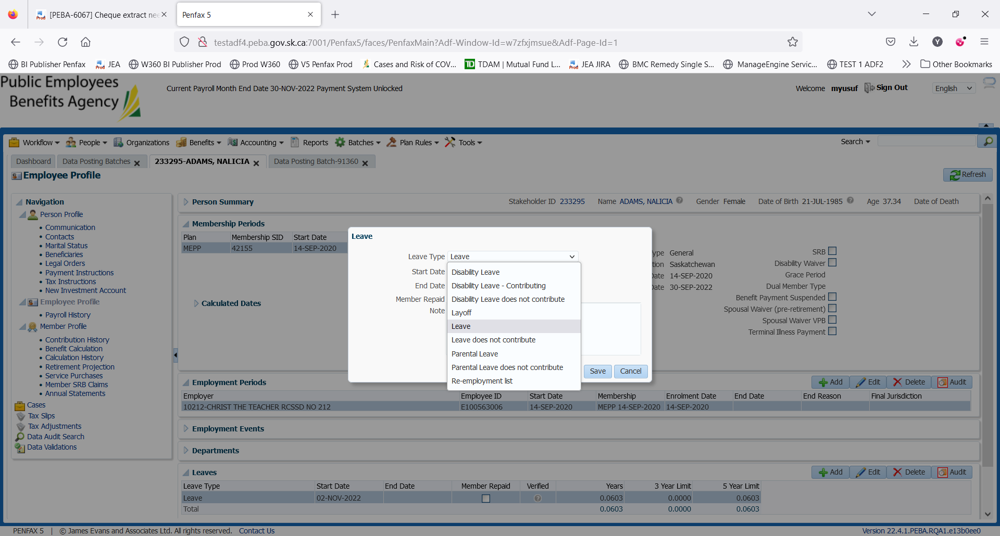 [PEBA-6067] Cheque extract nee
Penfax 5
testadf4.peba.gov.sk.ca:7001/Penfax5/faces/PenfaxMain?Adf-Window-Id=w7zfxjmsue&Adf-Page-Id=1
Y
BI Publisher Penfax Prod JEA W360 BI Publisher Prod Prod W360 V5 Penfax Prod Cases and Risk of COV... TD TDAM | Mutual Fund L... Prod JEA JIRA BMC Remedy Single S... ManageEngine Servic... TEST 1 ADF2 Other Bookmarks
Public Employees
Benefits Agency
Current Payroll Month End Date 30-NOV-2022 Payment System Unlocked
Welcome myusuf Sign Out English
Workflow People Organizations Benefits Accounting Reports Batches Plan Rules Tools Search
Dashboard Data Posting Batches 233295-ADAMS, NALICIA Data Posting Batch-91360
Employee Profile
Refresh
Navigation
Person Profile
Communication
Contacts
Marital Status
Beneficiaries
Legal Orders
Payment Instructions
Tax Instructions
New Investment Account
Employee Profile
Payroll History
Member Profile
Contribution History
Benefit Calculation
Calculation History
Retirement Projection
Service Purchases
Member SRB Claims
Annual Statements
Cases
Tax Slips
Tax Adjustments
Data Audit Search
Data Validations
Person Summary Stakeholder ID 233295 Name ADAMS, NALICIA Gender Female Date of Birth 21-JUL-1985 Age 37.34 Date of Death
Membership Periods
Plan Membership SID Start Date
MEPP 42155 14-SEP-2020
Calculated Dates
ype General
tion Saskatchewan
Date 14-SEP-2020
Date 30-SEP-2022
SRB
Disability Waiver
Grace Period
Dual Member Type
Benefit Payment Suspended
Spousal Waiver (pre-retirement)
Spousal Waiver VPB
Terminal Illness Payment
Leave
Leave Type Leave
Start Date
End Date
Member Repaid
Note
Disability Leave
Disability Leave - Contributing
Disability Leave does not contribute
Layoff
Leave
Leave does not contribute
Parental Leave
Parental Leave does not contribute
Re-employment list
Save Cancel
Employment Periods Add Edit Delete Audit
Employer Employee ID Start Date Membership Enrolment Date End Date End Reason Final Jurisdiction
10212-CHRIST THE TEACHER RCSSD NO 212 E100563006 14-SEP-2020 MEPP 14-SEP-2020 14-SEP-2020
Employment Events
Departments
Leaves Add Edit Delete Audit
Leave Type Start Date End Date Member Repaid Verified Years 3 Year Limit 5 Year Limit
Leave 02-NOV-2022 0.0603 0.0000 0.0603
Total 0.0603 0.0000 0.0603
PENFAX 5 | © James Evans and Associates Ltd. All rights reserved. Contact Us Version 22.4.1.PEBA.RQA1.e13b0ee0